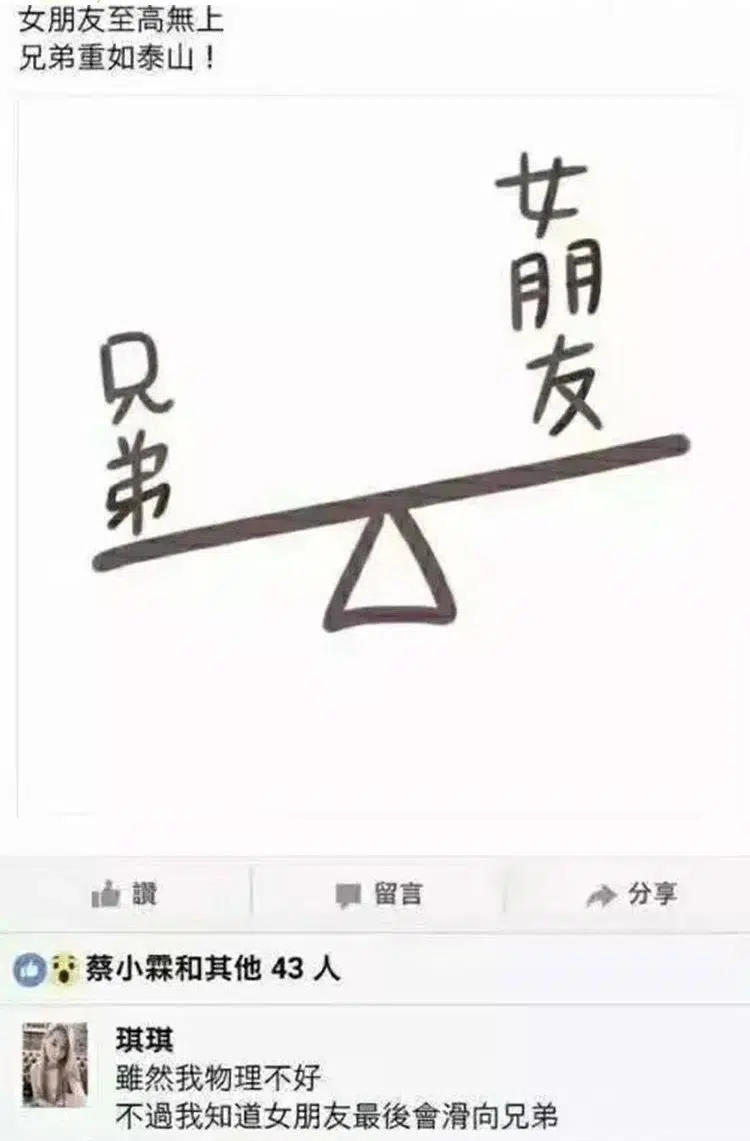 女朋友至高無上
兄弟重如泰山！
女朋友
兄弟
讚 留言 分享
蔡小霖和其他 43 人
琪琪
雖然我物理不好
不過我知道女朋友最後會滑向兄弟